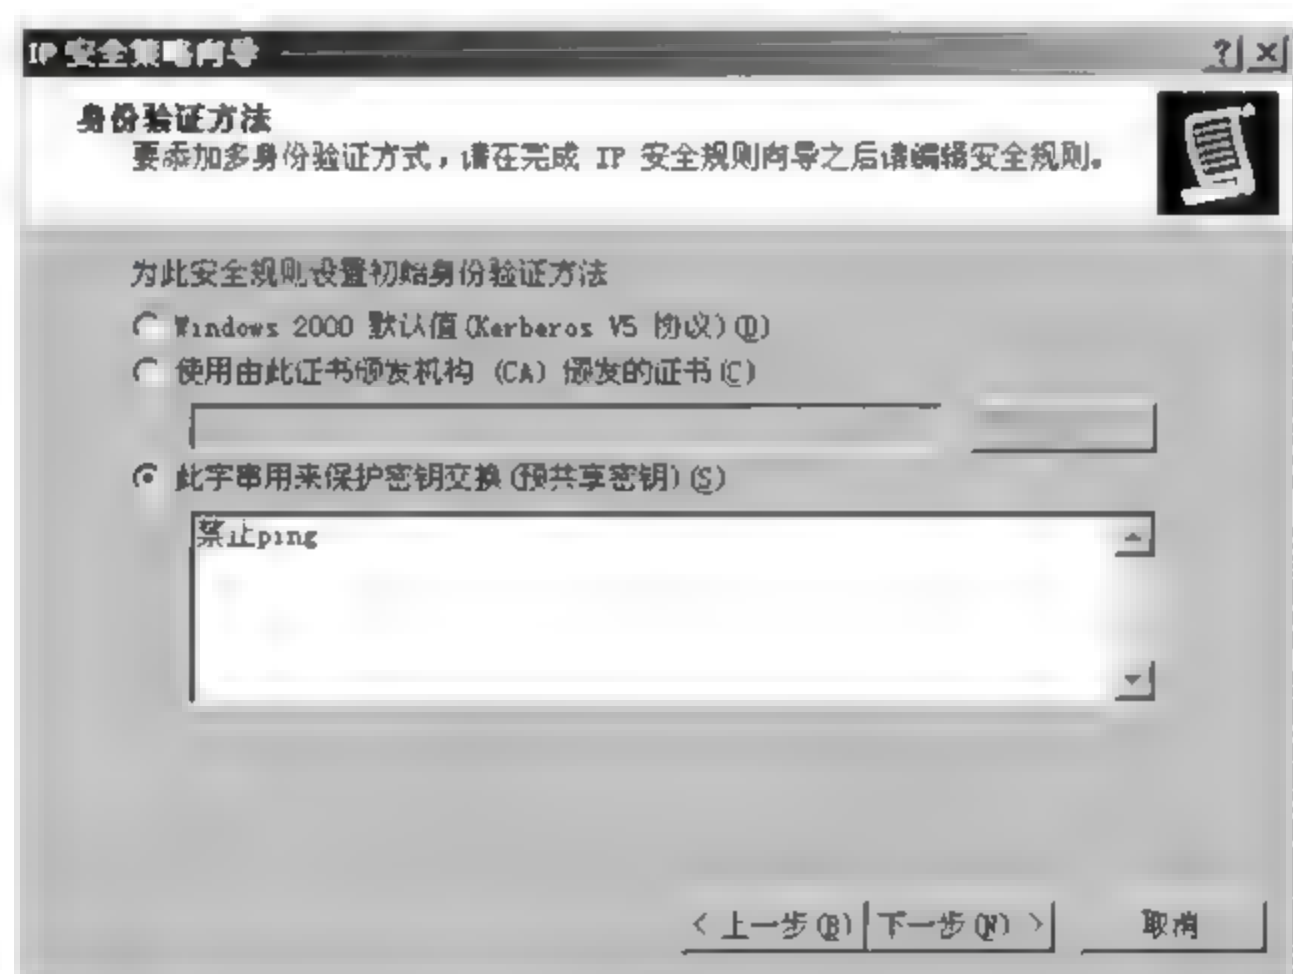 IP 安全策略向导
身份验证方法
要添加多身份验证方式,请在完成 IP 安全规则向导之后请编辑安全规则。
为此安全规则设置初始身份验证方法
Windows 2000 默认值(Kerberos V5 协议)(D)
使用由此证书颁发机构 (CA) 颁发的证书(C)
此字串用来保护密钥交换(预共享密钥)(S)
禁止ping
< 上一步(B) 下一步(N) > 取消